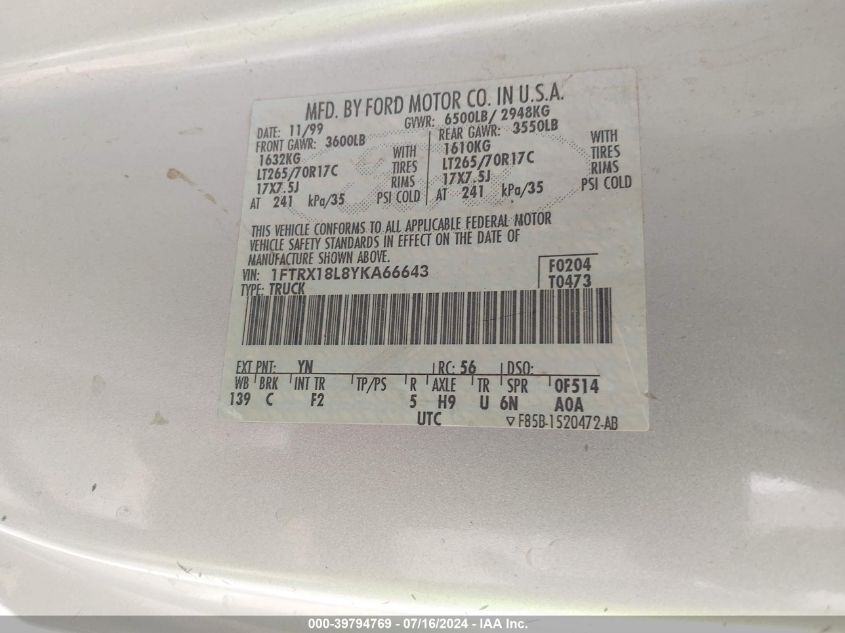 MFD. BY FORD MOTOR CO. IN U.S.A.
DATE: 11/99 GVWR: 6500LB/ 2948KG
FRONT GAWR: 3600LB REAR GAWR: 3550LB
1632KG WITH 1610KG WITH
LT265/70R17C TIRES LT265/70R17C TIRES
17X7.5J RIMS 17X7.5J RIMS
AT 241 kPa/35 PSI COLD AT 241 kPa/35 PSI COLD
THIS VEHICLE CONFORMS TO ALL APPLICABLE FEDERAL MOTOR
VEHICLE SAFETY STANDARDS IN EFFECT ON THE DATE OF
MANUFACTURE SHOWN ABOVE.
VIN: 1FTRX18L8YKA66643 F0204
TYPE: TRUCK T0473
EXT PNT: YN RC: 56 DSO:
WB BRK INT TR TP/PS R AXLE TR SPR 0F514
139 C F2 5 H9 U 6N A0A
UTC ▽ F85B-1520472-AB
000-39794769 - 07/16/2024 - IAA Inc.